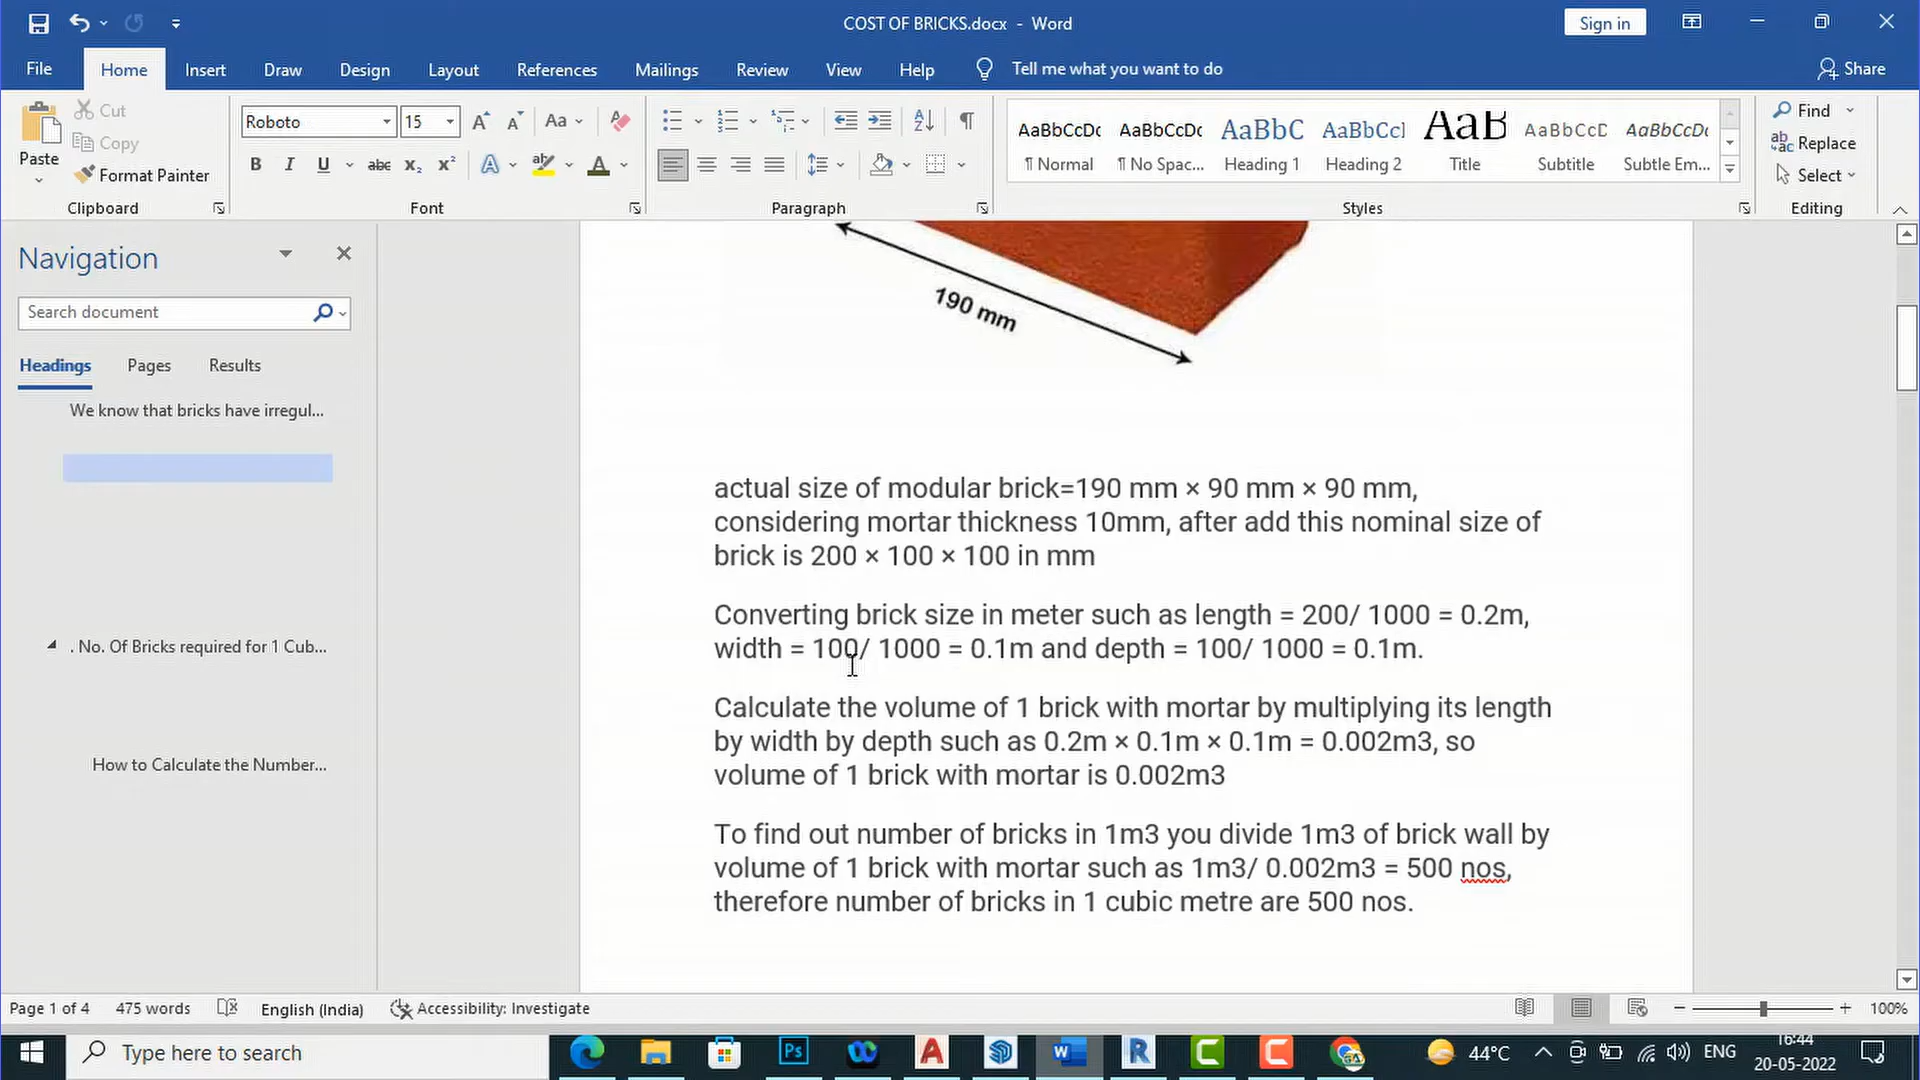 COST OF BRICKS.docx - Word
Sign in
File
Home
Insert
Draw
Design
Layout
References
Mailings
Review
View
Help
Tell me what you want to do
Share
Paste
Cut
Copy
Format Painter
Clipboard
Roboto
15
Aa
B
I
U
abc
x₂
x²
A
A
Font
Paragraph
AaBbCcDc
¶ Normal
AaBbCcDc
¶ No Spac...
AaBbC
Heading 1
AaBbCcI
Heading 2
AaB
Title
AaBbCcD
Subtitle
AaBbCcDc
Subtle Em...
Styles
Find
Replace
Select
Editing
Navigation
Search document
Headings
Pages
Results
We know that bricks have irregul...
. No. Of Bricks required for 1 Cub...
How to Calculate the Number...
190 mm
actual size of modular brick=190 mm × 90 mm × 90 mm,
considering mortar thickness 10mm, after add this nominal size of
brick is 200 × 100 × 100 in mm
Converting brick size in meter such as length = 200/ 1000 = 0.2m,
width = 100/ 1000 = 0.1m and depth = 100/ 1000 = 0.1m.
Calculate the volume of 1 brick with mortar by multiplying its length
by width by depth such as 0.2m × 0.1m × 0.1m = 0.002m3, so
volume of 1 brick with mortar is 0.002m3
To find out number of bricks in 1m3 you divide 1m3 of brick wall by
volume of 1 brick with mortar such as 1m3/ 0.002m3 = 500 nos,
therefore number of bricks in 1 cubic metre are 500 nos.
Page 1 of 4
475 words
English (India)
Accessibility: Investigate
100%
Type here to search
Ps
44°C
ENG
16:44
20-05-2022